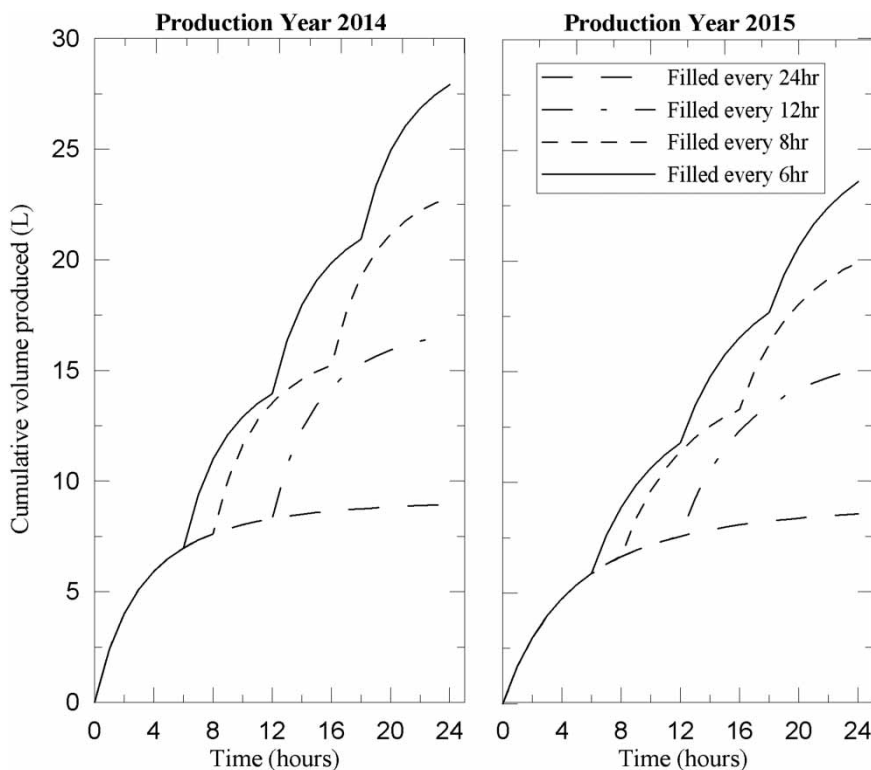 Production Year 2014
Production Year 2015
30
25
20
15
10
5
0
Cumulative volume produced (L)
0 4 8 12 16 20 24
Time (hours)
Filled every 24hr
Filled every 12hr
Filled every 8hr
Filled every 6hr
0 4 8 12 16 20 24
Time (hours)